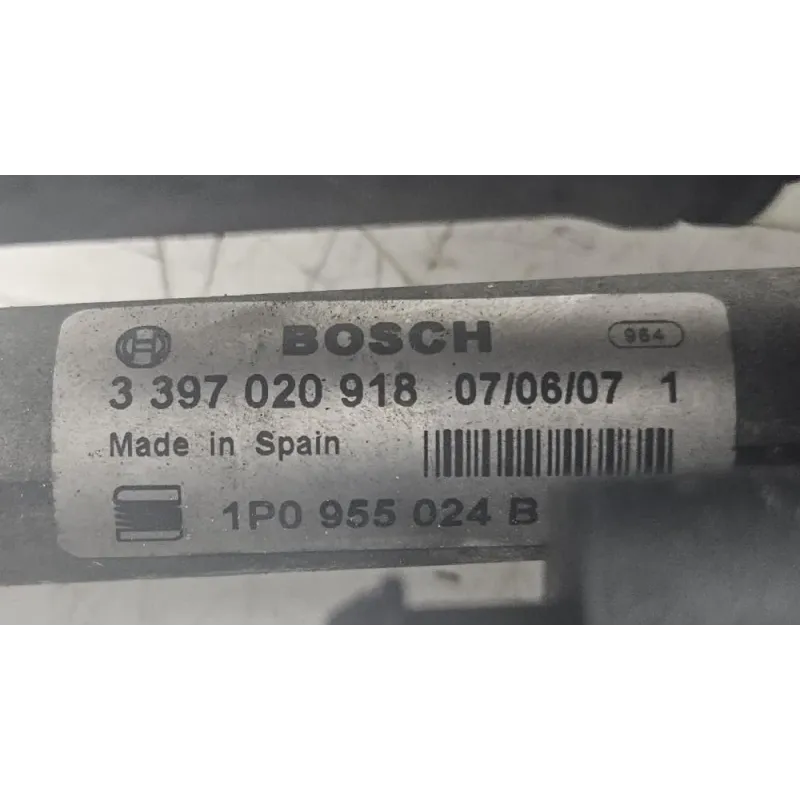 BOSCH 964
3 397 020 918 07/06/07 1
Made in Spain
1P0 955 024 B